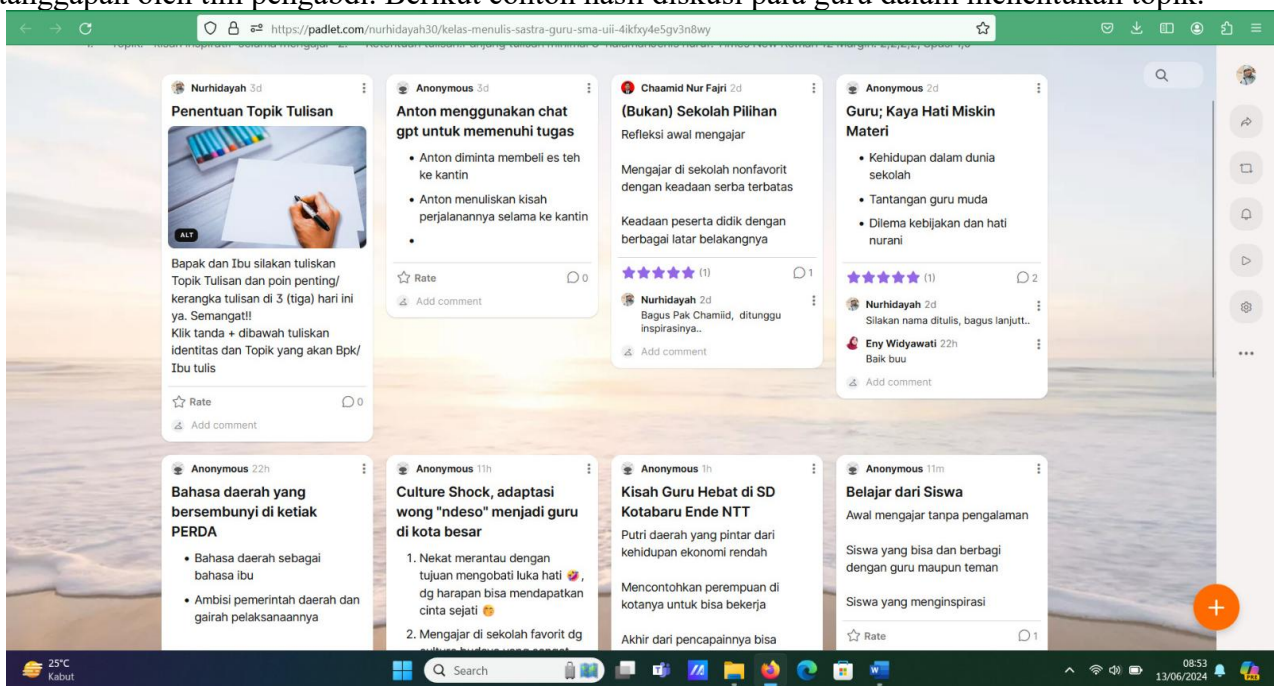 tanggapan oleh tim pengabdi. Berikut contoh hasil diskusi para guru dalam menentukan topik.
https://padlet.com/nurhidayah30/kelas-menulis-sastra-guru-sma-uii-4ikfxy4e5gv3n8wy
Nurhidayah 3d
Penentuan Topik Tulisan
ALT
Bapak dan Ibu silakan tuliskan
Topik Tulisan dan poin penting/
kerangka tulisan di 3 (tiga) hari ini
ya. Semangat!!
Klik tanda + dibawah tuliskan
identitas dan Topik yang akan Bpk/
Ibu tulis
Rate 0
Add comment
Anonymous 3d
Anton menggunakan chat
gpt untuk memenuhi tugas
• Anton diminta membeli es teh
ke kantin
• Anton menuliskan kisah
perjalanannya selama ke kantin
•
Rate 0
Add comment
Chaamid Nur Fajri 2d
(Bukan) Sekolah Pilihan
Refleksi awal mengajar
Mengajar di sekolah nonfavorit
dengan keadaan serba terbatas
Keadaan peserta didik dengan
berbagai latar belakangnya
(1) 1
Nurhidayah 2d
Bagus Pak Chamiid, ditunggu
inspirasinya..
Add comment
Anonymous 2d
Guru; Kaya Hati Miskin
Materi
• Kehidupan dalam dunia
sekolah
• Tantangan guru muda
• Dilema kebijakan dan hati
nurani
(1) 2
Nurhidayah 2d
Silakan nama ditulis, bagus lanjutt..
Eny Widyawati 22h
Baik buu
Add comment
Anonymous 22h
Bahasa daerah yang
bersembunyi di ketiak
PERDA
• Bahasa daerah sebagai
bahasa ibu
• Ambisi pemerintah daerah dan
gairah pelaksanaannya
Anonymous 11h
Culture Shock, adaptasi
wong "ndeso" menjadi guru
di kota besar
1. Nekat merantau dengan
tujuan mengobati luka hati 🤣,
dg harapan bisa mendapatkan
cinta sejati 😁
2. Mengajar di sekolah favorit dg
Anonymous 1h
Kisah Guru Hebat di SD
Kotabaru Ende NTT
Putri daerah yang pintar dari
kehidupan ekonomi rendah
Mencontohkan perempuan di
kotanya untuk bisa bekerja
Akhir dari pencapainnya bisa
Anonymous 11m
Belajar dari Siswa
Awal mengajar tanpa pengalaman
Siswa yang bisa dan berbagi
dengan guru maupun teman
Siswa yang menginspirasi
Rate 1
25°C
Kabut
Search
08:53
13/06/2024